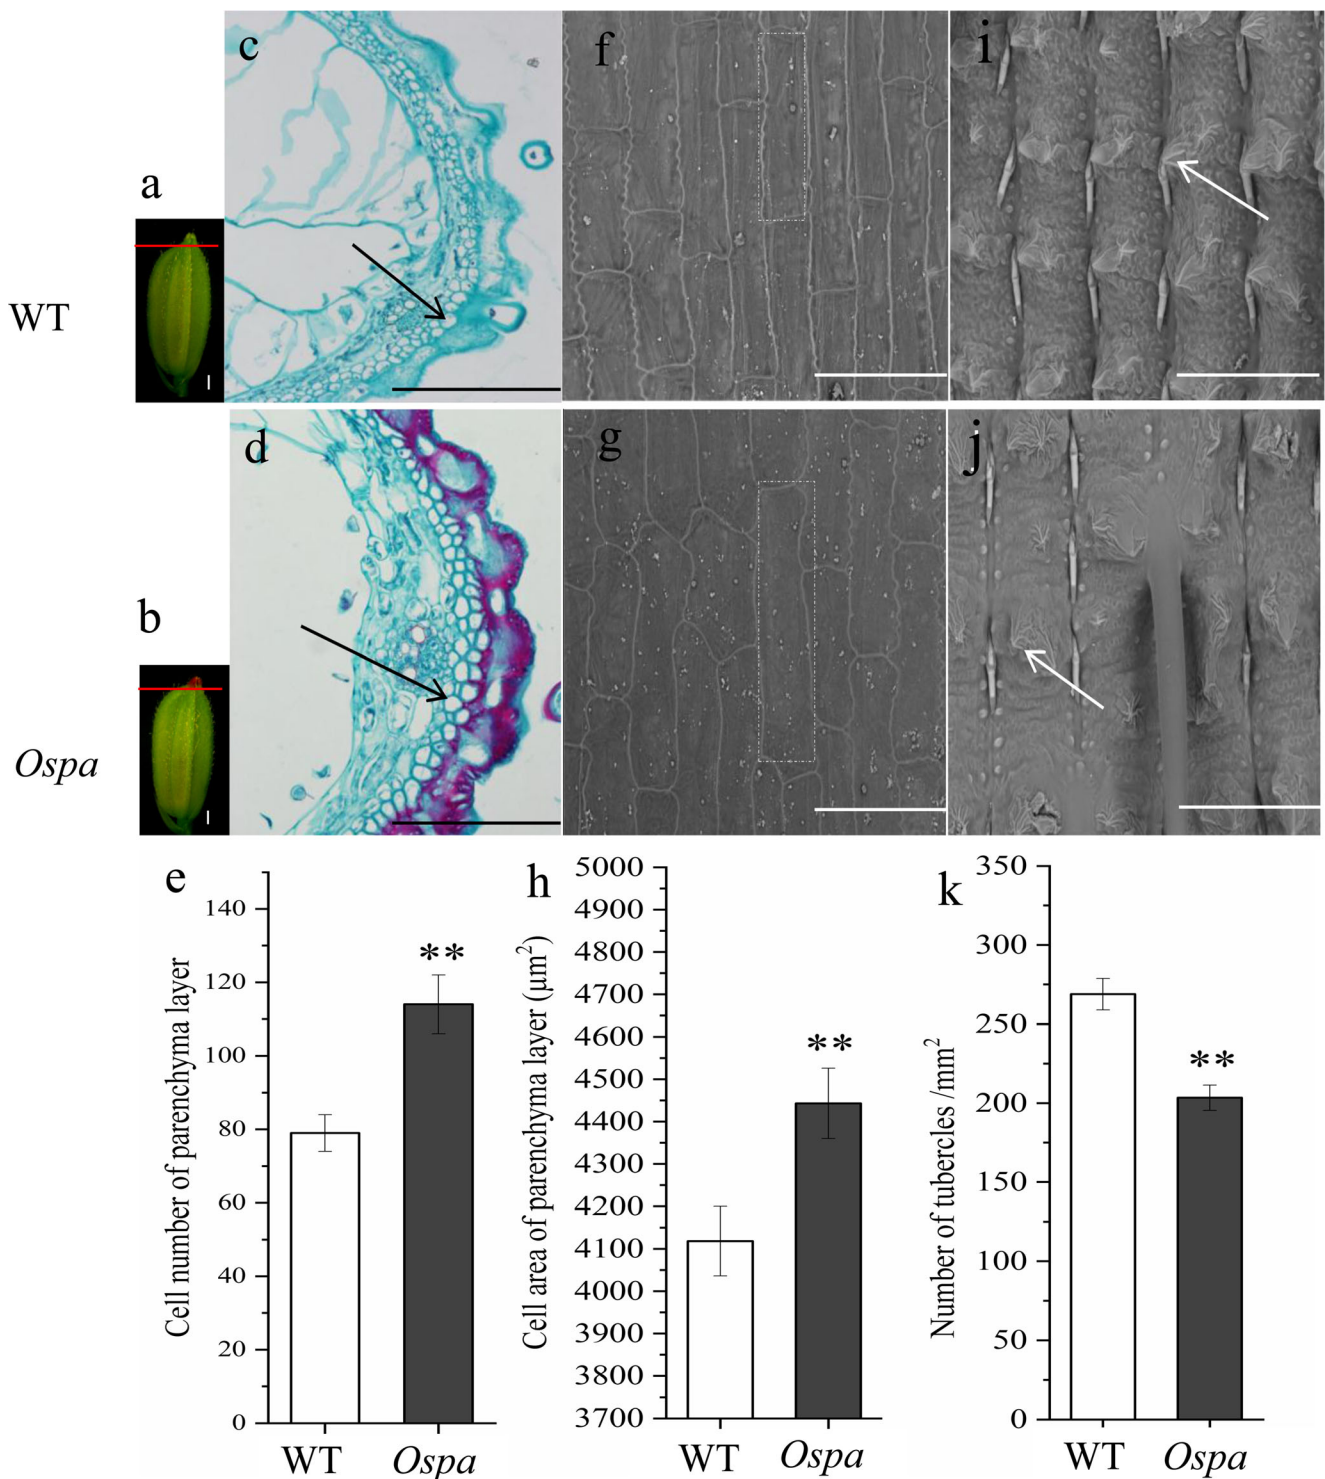 a
WT
c
f
i
b
Ospa
d
g
j
e
Cell number of parenchyma layer
140
120
100
80
60
40
20
0
**
WT
Ospa
h
Cell area of parenchyma layer (μm²)
5000
4900
4800
4700
4600
4500
4400
4300
4200
4100
4000
3900
3800
3700
**
WT
Ospa
k
Number of tubercles /mm²
350
300
250
200
150
100
50
0
**
WT
Ospa